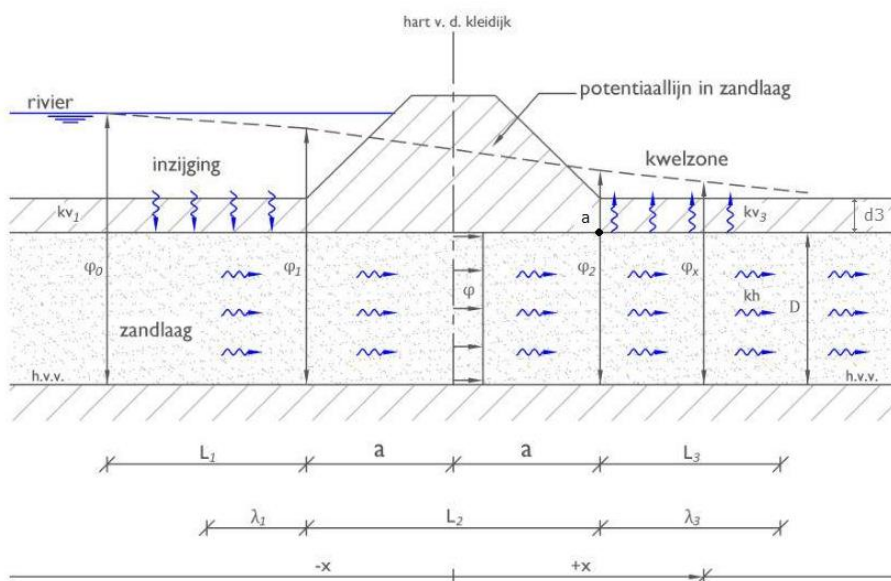 hart v. d. kleidijk
potentiaallijn in zandlaag
rivier
inzijging
kwelzone
kv₁
kv₃
d3
a
φ₀
φ₁
φ
φ₂
φₓ
kh
D
zandlaag
h.v.v.
h.v.v.
L₁
a
a
L₃
λ₁
L₂
λ₃
-x
+x